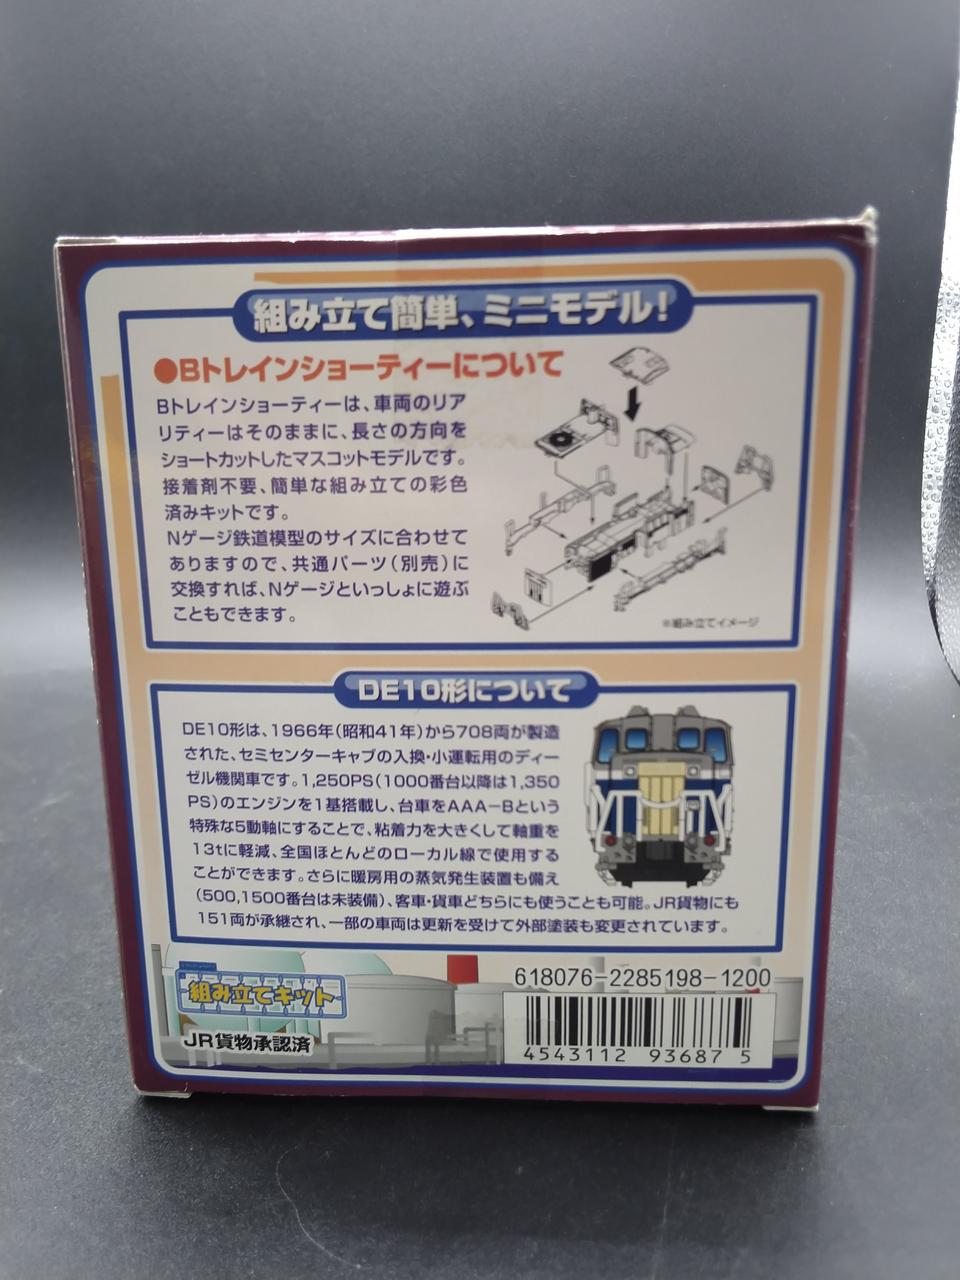 組み立て簡単、ミニモデル!
●Bトレインショーティーについて
Bトレインショーティーは、車両のリア
リティーはそのままに、長さの方向を
ショートカットしたマスコットモデルです。
接着剤不要、簡単な組み立ての彩色
済みキットです。
Nゲージ鉄道模型のサイズに合わせて
ありますので、共通パーツ(別売)に
交換すれば、Nゲージといっしょに遊ぶ
こともできます。
※組み立てイメージ
DE10形について
DE10形は、1966年(昭和41年)から708両が製造
された、セミセンターキャブの入換・小運転用のディー
ゼル機関車です。1,250PS(1000番台以降は1,350
PS)のエンジンを1基搭載し、台車をAAA-Bという
特殊な5動軸にすることで、粘着力を大きくして軸重を
13tに軽減、全国ほとんどのローカル線で使用する
ことができます。さらに暖房用の蒸気発生装置も備え
(500,1500番台は未装備)、客車・貨車どちらにも使うことも可能。JR貨物にも
151両が承継され、一部の車両は更新を受けて外部塗装も変更されています。
組み立てキット
JR貨物承認済
618076-2285198-1200
4543112 93687 5